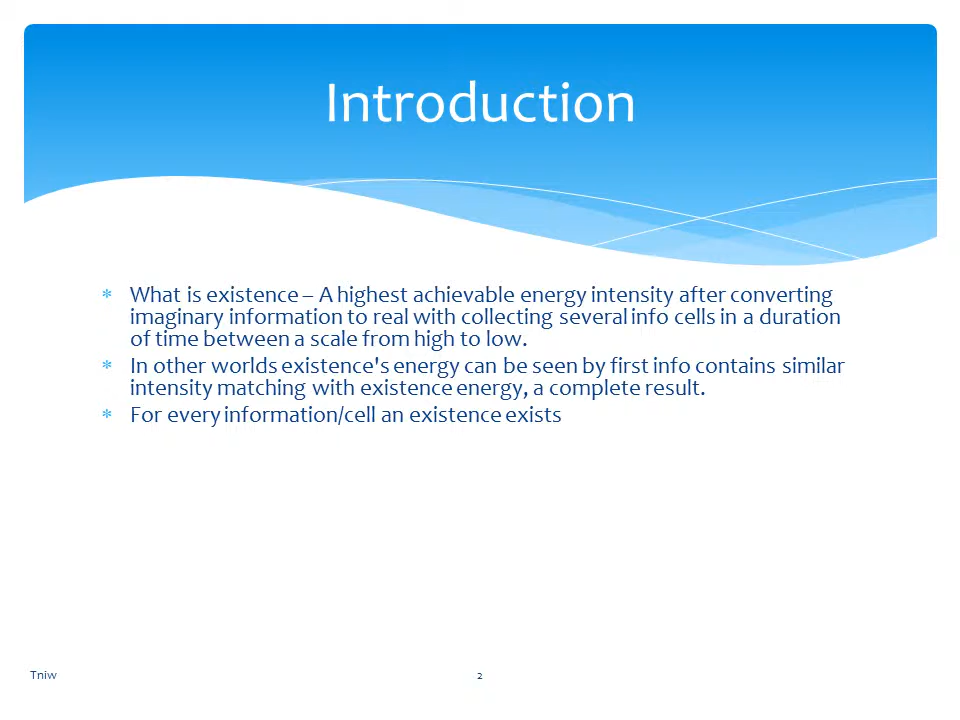 Introduction
* What is existence – A highest achievable energy intensity after converting
imaginary information to real with collecting several info cells in a duration
of time between a scale from high to low.
* In other worlds existence's energy can be seen by first info contains similar
intensity matching with existence energy, a complete result.
* For every information/cell an existence exists
Tniw
2